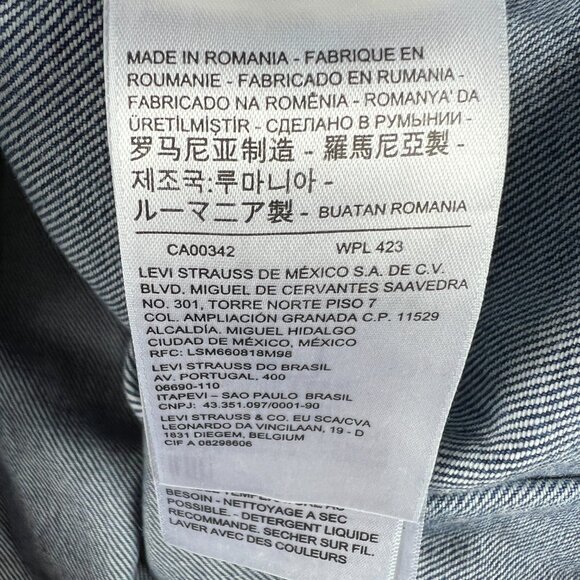 MADE IN ROMANIA - FABRIQUE EN
ROUMANIE - FABRICADO EN RUMANIA -
FABRICADO NA ROMÊNIA - ROMANYA' DA
ÜRETİLMİŞTİR - СДЕЛАНО В РУМЫНИИ -
罗马尼亚制造 - 羅馬尼亞製 -
제조국:루마니아 -
ルーマニア製 - BUATAN ROMANIA
CA00342 WPL 423
LEVI STRAUSS DE MÉXICO S.A. DE C.V.
BLVD. MIGUEL DE CERVANTES SAAVEDRA
NO. 301, TORRE NORTE PISO 7
COL. AMPLIACIÓN GRANADA C.P. 11529
ALCALDÍA. MIGUEL HIDALGO
CIUDAD DE MÉXICO, MÉXICO
RFC: LSM660818M98
LEVI STRAUSS DO BRASIL
AV. PORTUGAL, 400
06690-110
ITAPEVI – SAO PAULO BRASIL
CNPJ: 43.351.097/0001-90
LEVI STRAUSS & CO. EU SCA/CVA
LEONARDO DA VINCILAAN, 19 - D
1831 DIEGEM, BELGIUM
CIF A 08298606
BESOIN - NETTOYAGE A SEC
POSSIBLE. - DETERGENT LIQUIDE
RECOMMANDE. SECHER SUR FIL
LAVER AVEC DES COULEURS